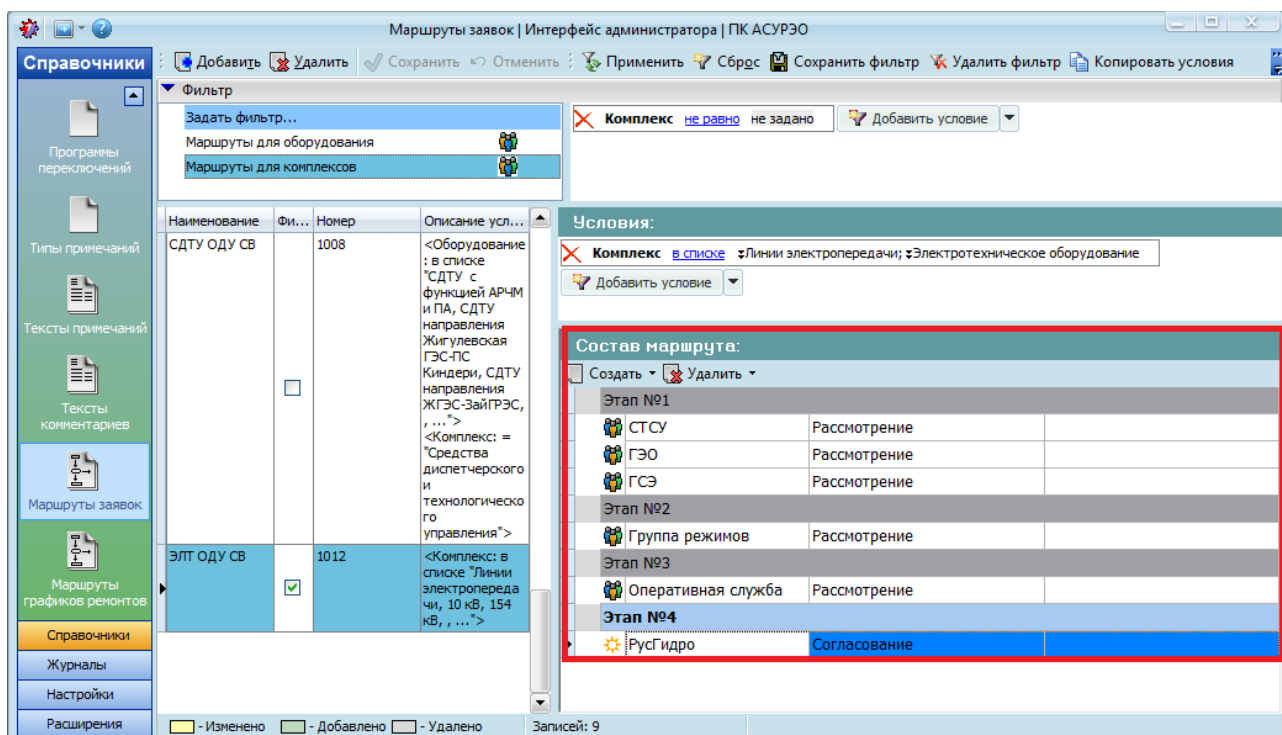 Маршруты заявок | Интерфейс администратора | ПК АСУРЭО
Справочники
Добавить Удалить Сохранить Отменить Применить Сброс Сохранить фильтр Удалить фильтр Копировать условия
Фильтр
Задать фильтр...
Маршруты для оборудования
Маршруты для комплексов
Комплекс не равно не задано Добавить условие
Программы
переключений
Типы примечаний
Тексты примечаний
Тексты
комментариев
Маршруты заявок
Маршруты
графиков ремонтов
Справочники
Журналы
Настройки
Расширения
Наименование Фи... Номер Описание усл...
СДТУ ОДУ СВ 1008 <Оборудование
: в списке
"СДТУ с
функцией АРЧМ
и ПА, СДТУ
направления
Жигулевская
ГЭС-ПС
Киндери, СДТУ
направления
ЖГЭС-ЗайГРЭС,
, ...">
<Комплекс: =
"Средства
диспетчерского
и
технологическо
го
управления">
ЭЛТ ОДУ СВ 1012 <Комплекс: в
списке "Линии
электропереда
чи, 10 кВ, 154
кВ, , ...">
Условия:
Комплекс в списке Линии электропередачи; Электротехническое оборудование
Добавить условие
Состав маршрута:
Создать Удалить
Этап №1
СТСУ Рассмотрение
ГЭО Рассмотрение
ГСЭ Рассмотрение
Этап №2
Группа режимов Рассмотрение
Этап №3
Оперативная служба Рассмотрение
Этап №4
РусГидро Согласование
- Изменено - Добавлено - Удалено Записей: 9